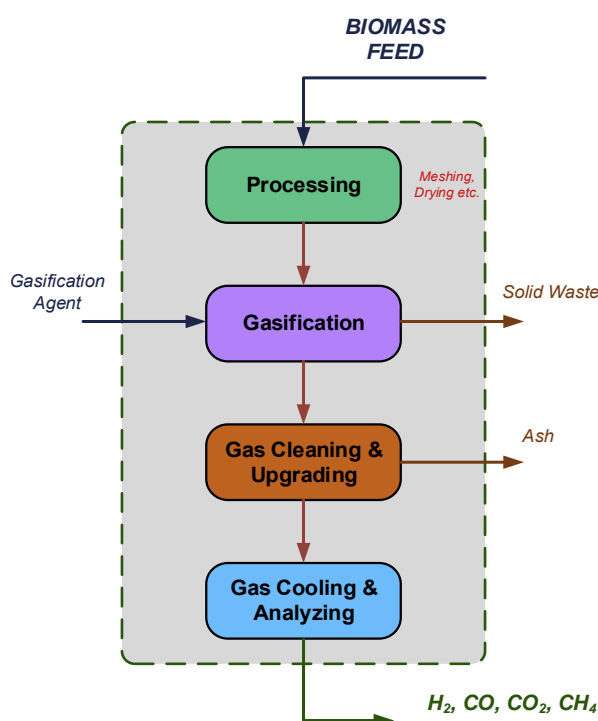 BIOMASS
FEED
Processing
Meshing,
Drying etc.
Gasification
Agent
Gasification
Solid Waste
Gas Cleaning &
Upgrading
Ash
Gas Cooling &
Analyzing
H₂, CO, CO₂, CH₄